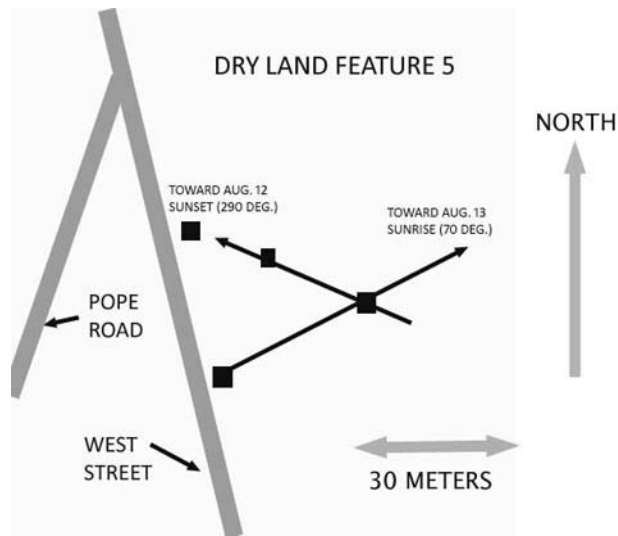 DRY LAND FEATURE 5
NORTH
TOWARD AUG. 12
SUNSET (290 DEG.)
TOWARD AUG. 13
SUNRISE (70 DEG.)
POPE
ROAD
WEST
STREET
30 METERS